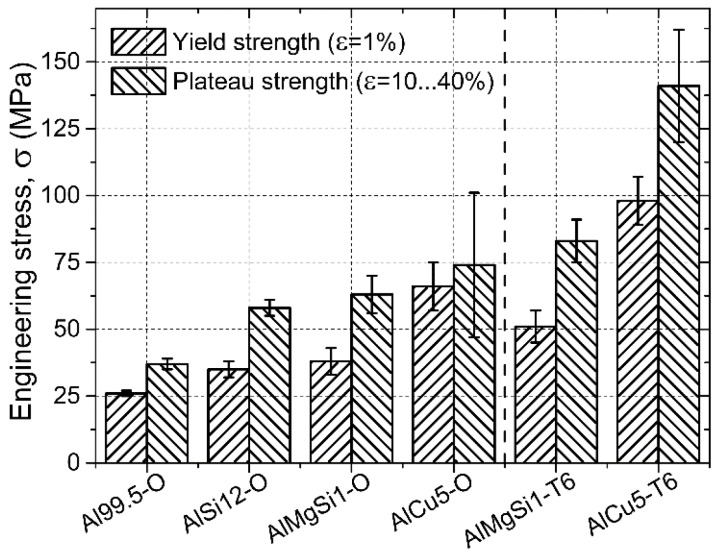 Engineering stress, σ (MPa)
150
125
100
75
50
25
0
Yield strength (ε=1%)
Plateau strength (ε=10...40%)
Al99.5-O
AlSi12-O
AlMgSi1-O
AlCu5-O
AlMgSi1-T6
AlCu5-T6